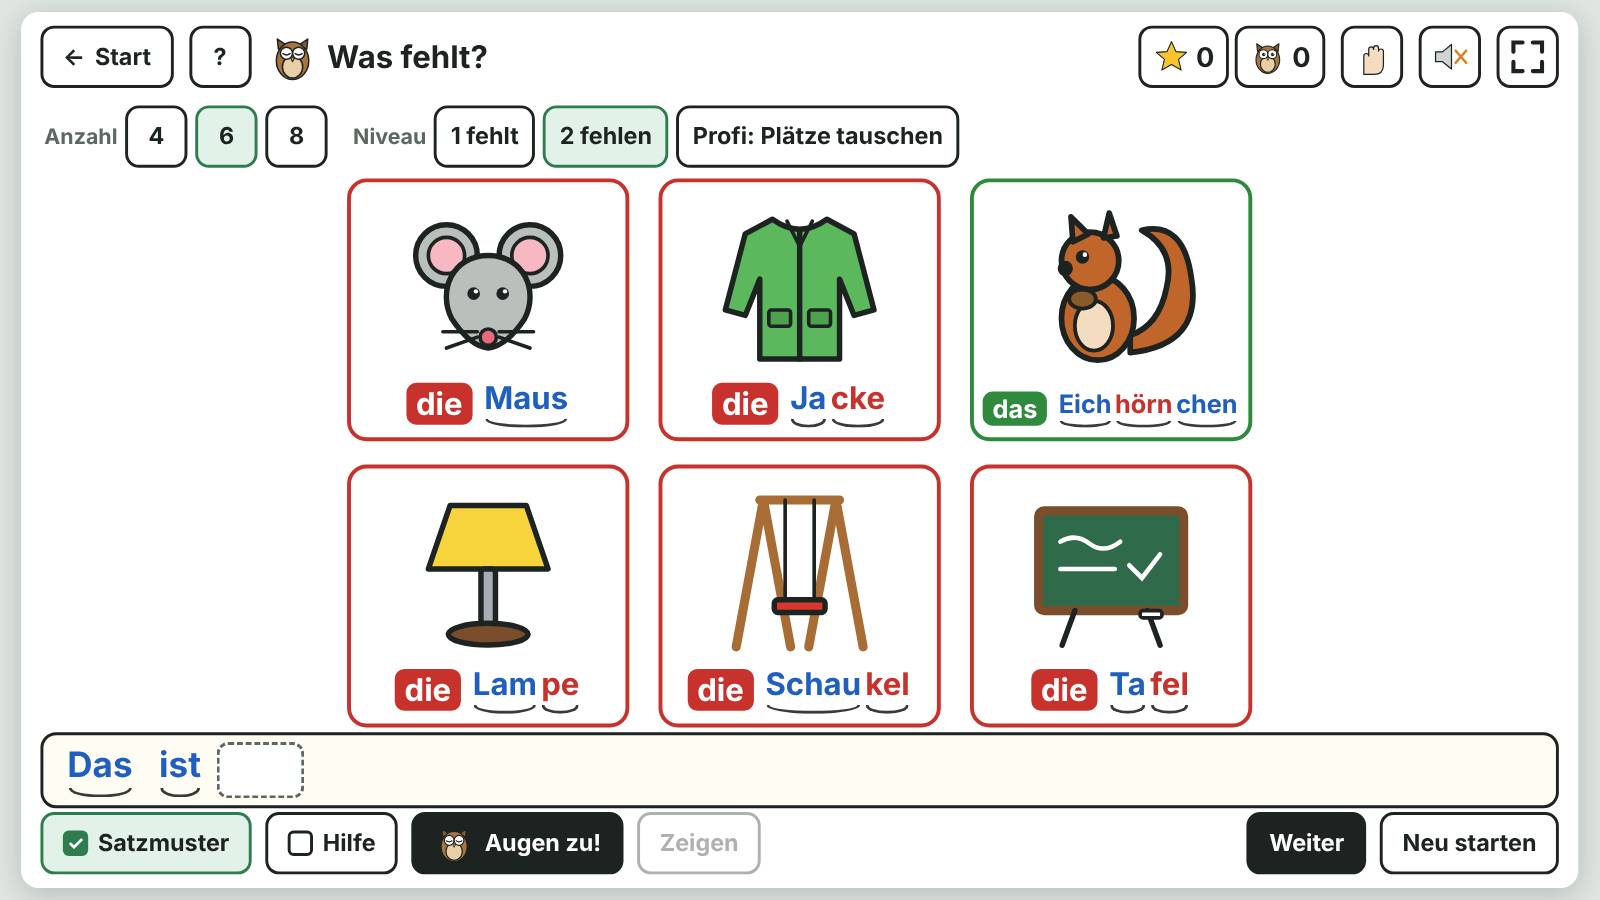 ← Start ? Was fehlt? 0 0
Anzahl 4 6 8 Niveau 1 fehlt 2 fehlen Profi: Plätze tauschen
die Maus
die Jacke
das Eichhörnchen
die Lampe
die Schaukel
die Tafel
Das ist
Satzmuster Hilfe Augen zu! Zeigen Weiter Neu starten